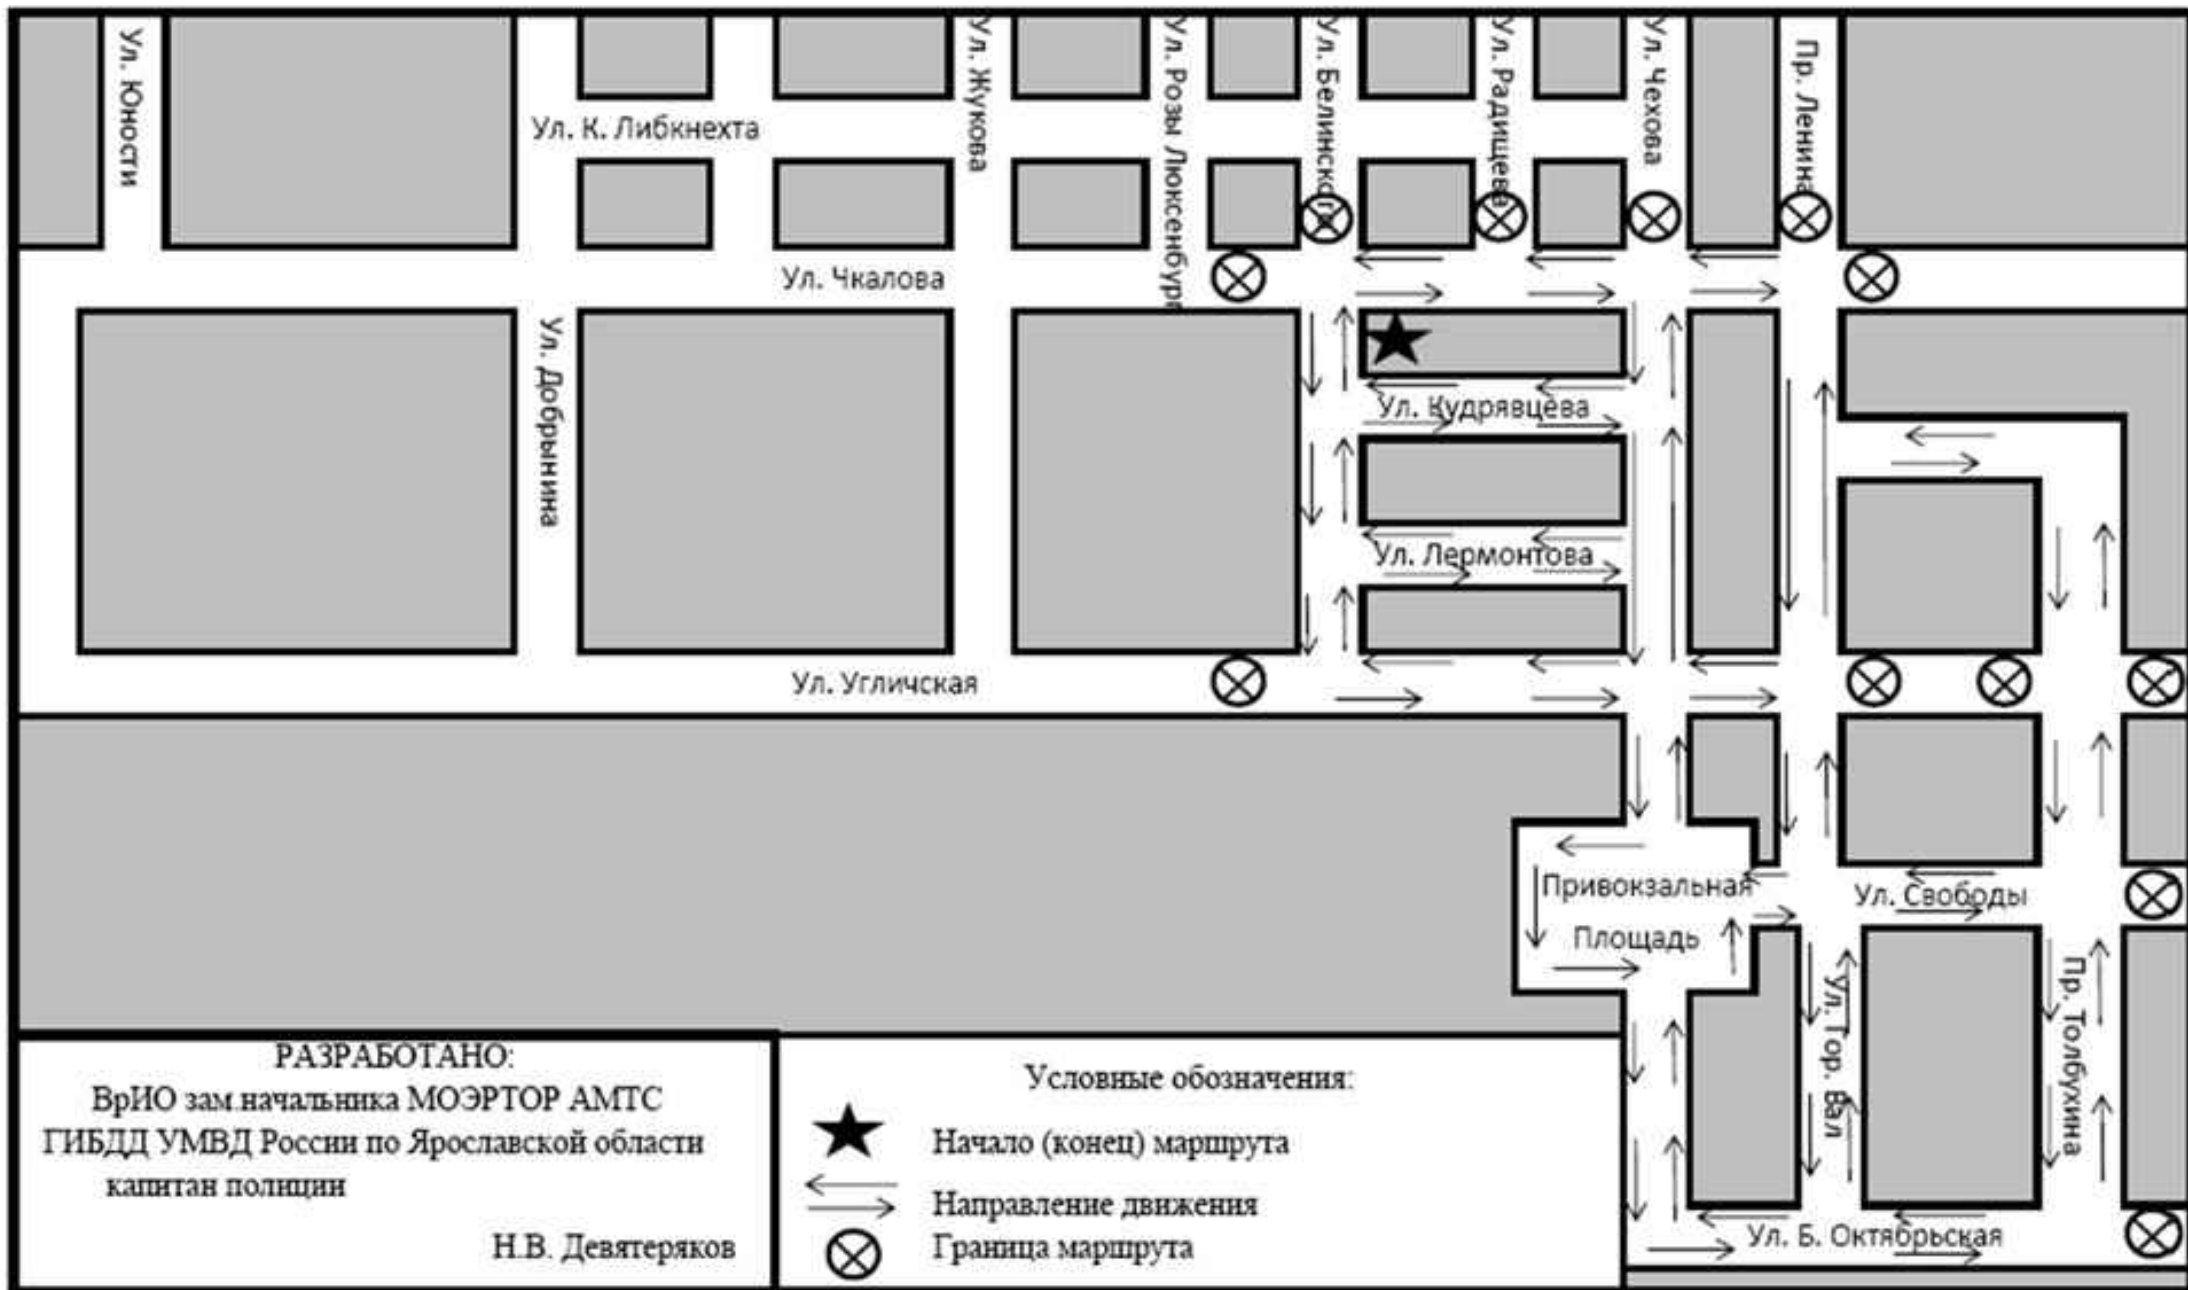 Ул. Юности
Ул. К. Либкнехта
Ул. Жукова
Ул. Розы Люксенбург
Ул. Белинского
Ул. Радищева
Ул. Чехова
Пр. Ленина
Ул. Чкалова
Ул. Добрынина
Ул. Кудрявцева
Ул. Лермонтова
Ул. Угличская
Привокзальная
Площадь
Ул. Свободы
Ул. Гор. Вал
Пр. Толбухина
Ул. Б. Октябрьская
РАЗРАБОТАНО:
ВрИО зам.начальника МОЭРТОР АМТС
ГИБДД УМВД России по Ярославской области
капитан полиции
Н.В. Девятеряков
Условные обозначения:
Начало (конец) маршрута
Направление движения
Граница маршрута